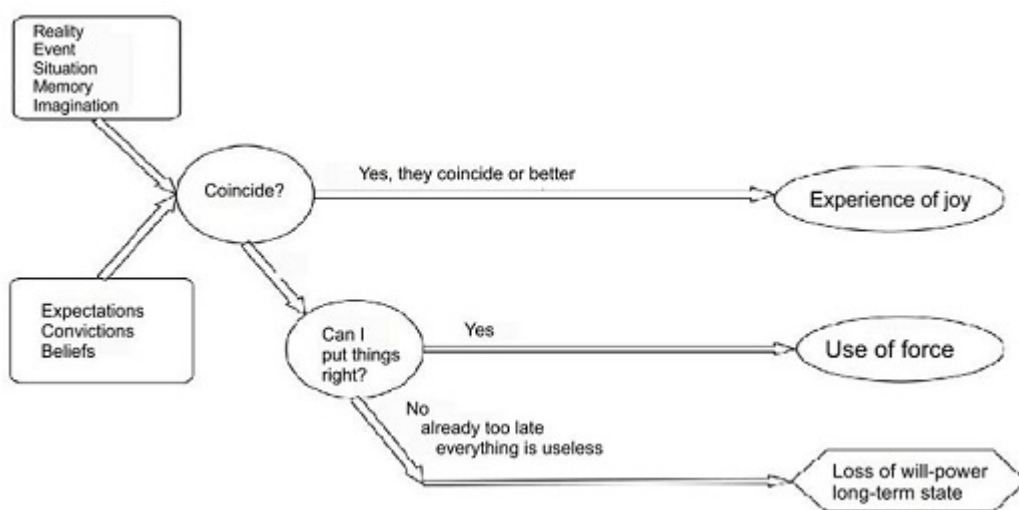 Reality
Event
Situation
Memory
Imagination
Coincide?
Yes, they coincide or better
Experience of joy
Expectations
Convictions
Beliefs
Can I
put things
right?
Yes
Use of force
No
already too late
everything is useless
Loss of will-power
long-term state